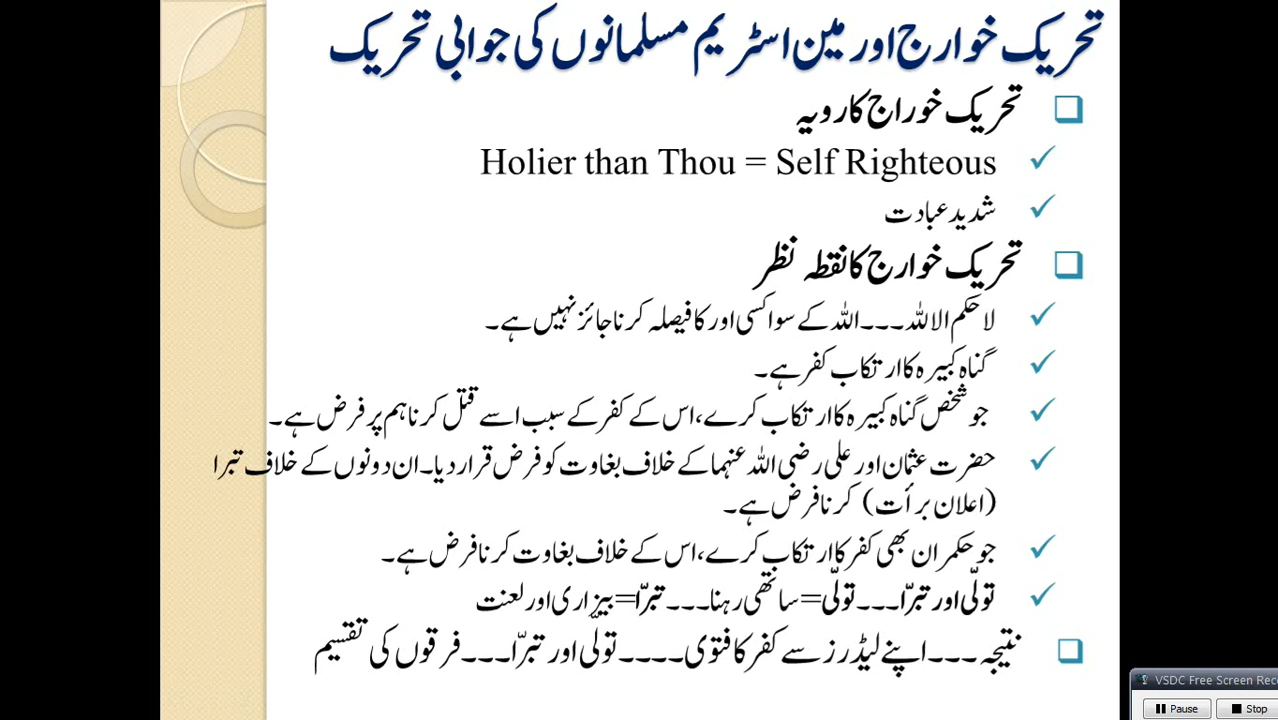 تحریک خوارج اور مین اسٹریم مسلمانوں کی جوابی تحریک
تحریک خوراج کا رویہ
Holier than Thou = Self Righteous
شدید عبادت
تحریک خوارج کا نقطہ نظر
لا حکم الا للہ۔۔۔اللہ کے سوا کسی اور کا فیصلہ کرنا جائز نہیں ہے۔
گناہ کبیرہ کا ارتکاب کفر ہے۔
جو شخص گناہ کبیرہ کا ارتکاب کرے، اس کے کفر کے سبب اسے قتل کرنا ہم پر فرض ہے۔
حضرت عثمان اور علی رضی اللہ عنہما کے خلاف بغاوت کو فرض قرار دیا۔ ان دونوں کے خلاف تبرا
(اعلان برأت) کرنا فرض ہے۔
جو حکمران بھی کفر کا ارتکاب کرے، اس کے خلاف بغاوت کرنا فرض ہے۔
تولّی اور تبرّا۔۔۔تولّی=ساتھی رہنا۔۔۔تبرّا=بیزاری اور لعنت
نتیجہ۔۔۔اپنے لیڈرز سے کفر کا فتوی۔۔۔۔تولی اور تبرّا۔۔۔فرقوں کی تقسیم
VSDC Free Screen Rec
Pause
Stop